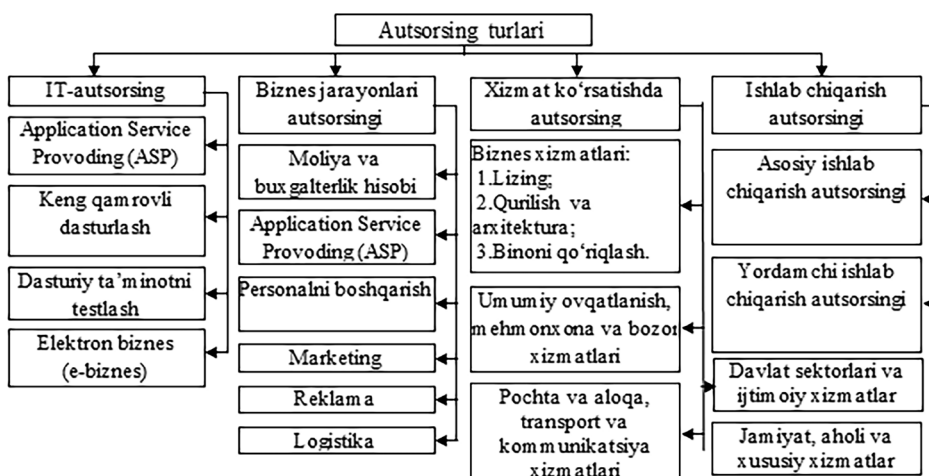 Autsorsing turlari
IT-autsorsing
Application Service
Provoding (ASP)
Keng qamrovli
dasturlash
Dasturiy ta’minotni
testlash
Elektron biznes
(e-biznes)
Biznes jarayonlari
autsorsingi
Moliya va
buxgalterlik hisobi
Application Service
Provoding (ASP)
Personalni boshqarish
Marketing
Reklama
Logistika
Xizmat ko‘rsatishda
autsorsing
Biznes xizmatlari:
1.Lizing;
2.Qurilish va
arxitektura;
3.Binoni qo‘riqlash.
Umumiy ovqatlanish,
mehmonxona va bozor
xizmatlari
Pochta va aloqa,
transport va
kommunikatsiya
xizmatlari
Ishlab chiqarish
autsorsingi
Asosiy ishlab
chiqarish autsorsingi
Yordamchi ishlab
chiqarish autsorsingi
Davlat sektorlari va
ijtimoiy xizmatlar
Jamiyat, aholi va
xususiy xizmatlar